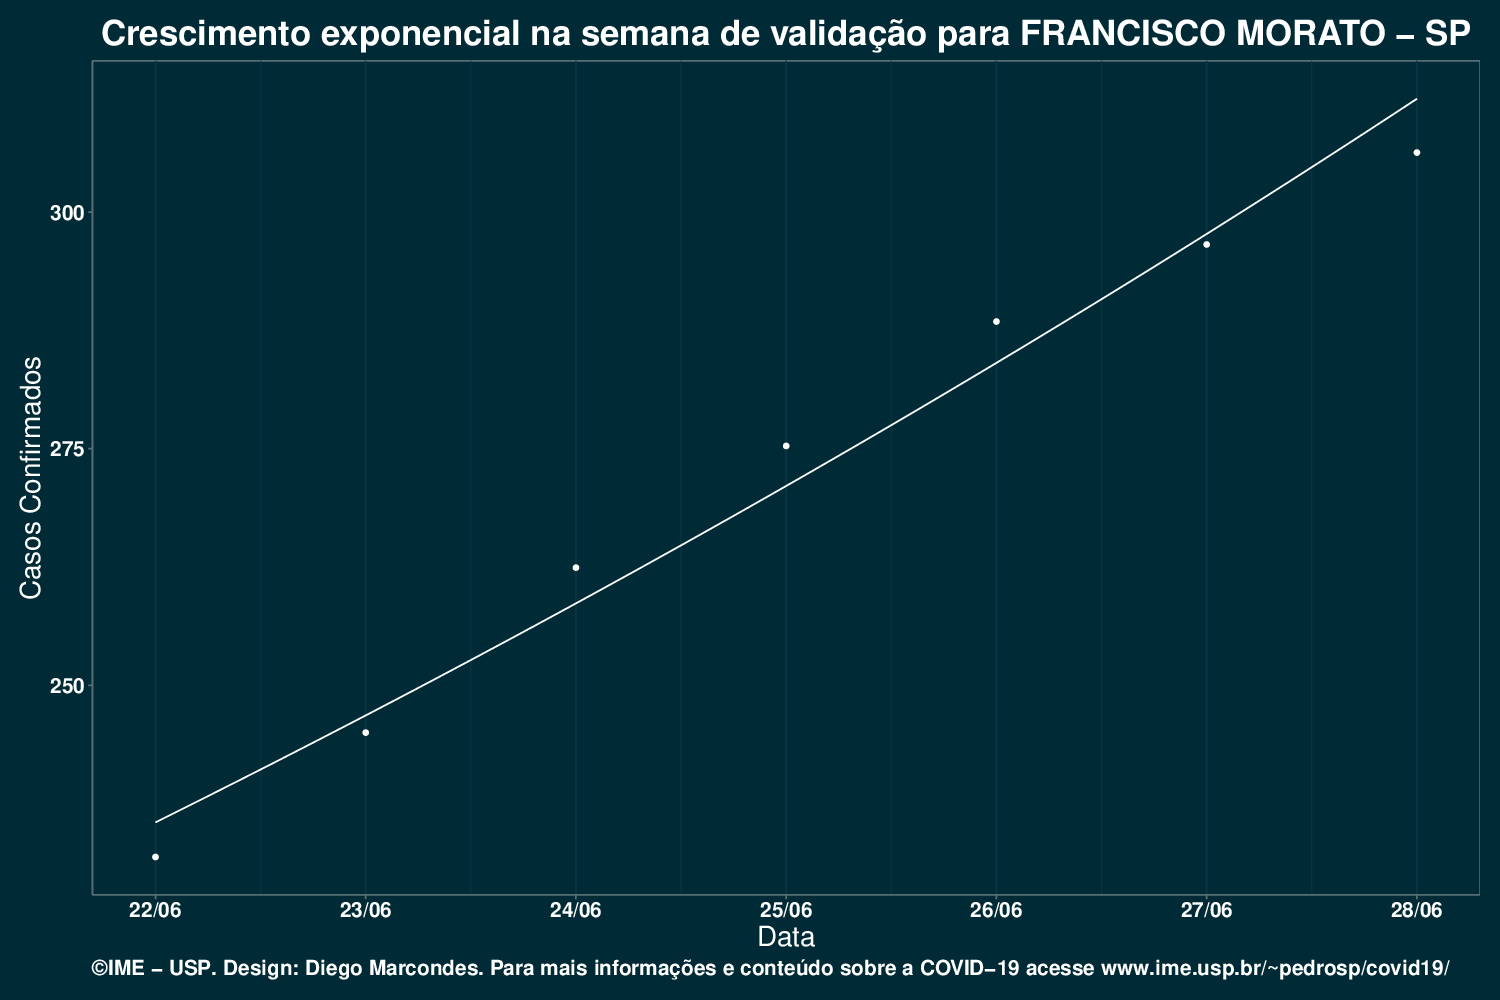 Crescimento exponencial na semana de validação para FRANCISCO MORATO – SP
Casos Confirmados
300
275
250
22/06 23/06 24/06 25/06 26/06 27/06 28/06
Data
©IME – USP. Design: Diego Marcondes. Para mais informações e conteúdo sobre a COVID–19 acesse www.ime.usp.br/~pedrosp/covid19/